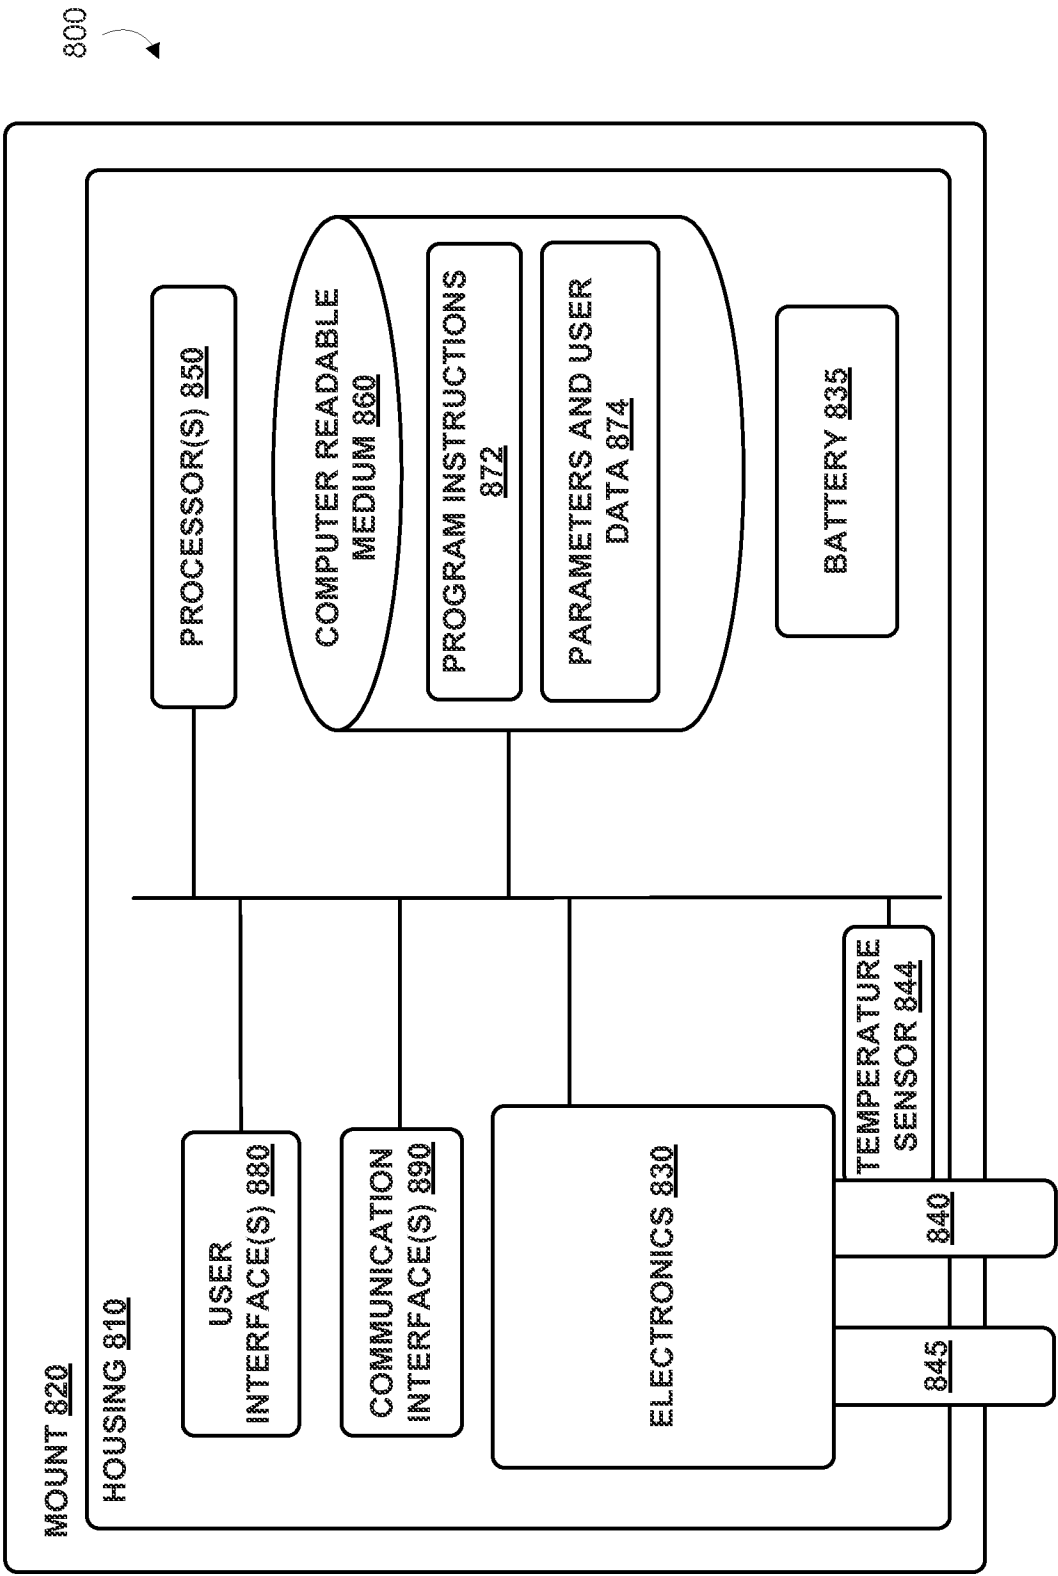 800
MOUNT 820
HOUSING 810
USER
INTERFACE(S) 880
COMMUNICATION
INTERFACE(S) 890
ELECTRONICS 830
845
840
TEMPERATURE
SENSOR 844
PROCESSOR(S) 850
COMPUTER READABLE
MEDIUM 860
PROGRAM INSTRUCTIONS
872
PARAMETERS AND USER
DATA 874
BATTERY 835